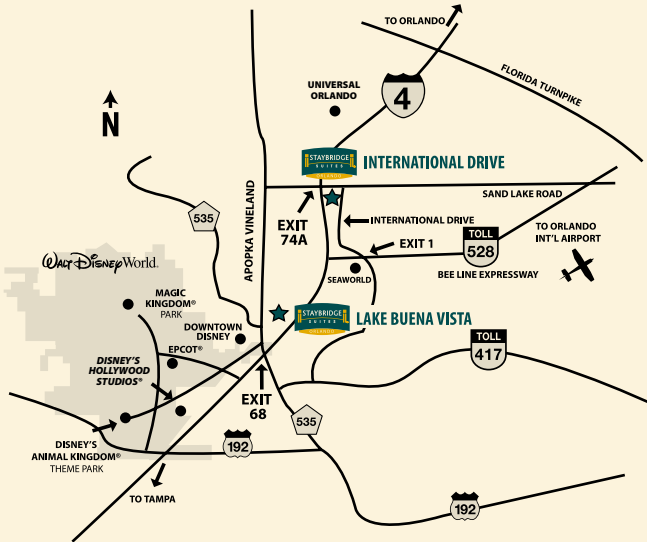 TO ORLANDO
FLORIDA TURNPIKE
UNIVERSAL
ORLANDO
4
N
STAYBRIDGE
SUITES
ORLANDO
INTERNATIONAL DRIVE
SAND LAKE ROAD
535
APOPKA VINELAND
EXIT
74A
INTERNATIONAL DRIVE
EXIT 1
TOLL
528
TO ORLANDO
INT'L AIRPORT
BEE LINE EXPRESSWAY
SEAWORLD
WALT DISNEY World.
MAGIC
KINGDOM®
PARK
STAYBRIDGE
SUITES
ORLANDO
LAKE BUENA VISTA
DOWNTOWN
DISNEY
EPCOT®
DISNEY'S
HOLLYWOOD
STUDIOS®
TOLL
417
EXIT
68
535
192
DISNEY'S
ANIMAL KINGDOM®
THEME PARK
TO TAMPA
192